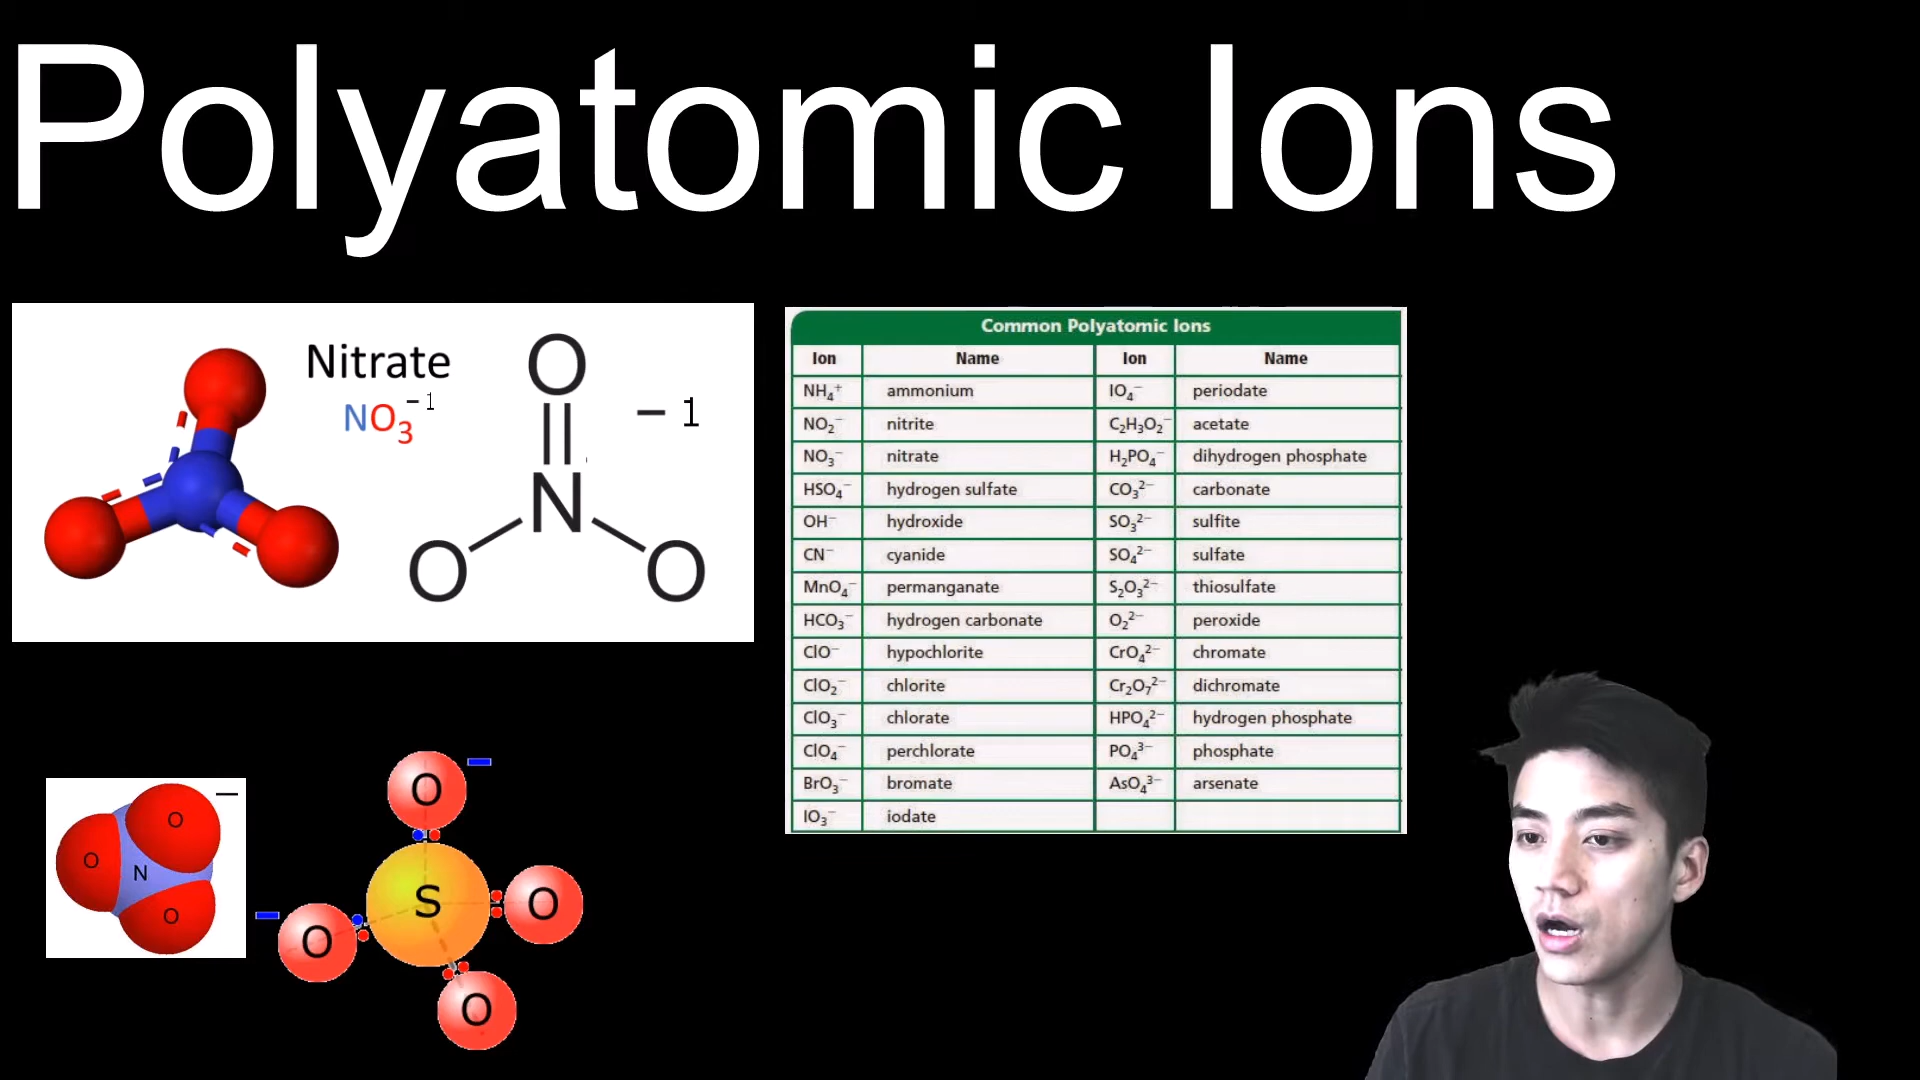 Polyatomic Ions
Nitrate
NO₃⁻¹
O
N
O O
− 1
Common Polyatomic Ions
Ion Name Ion Name
NH₄⁺ ammonium IO₄⁻ periodate
NO₂⁻ nitrite C₂H₃O₂⁻ acetate
NO₃⁻ nitrate H₂PO₄⁻ dihydrogen phosphate
HSO₄⁻ hydrogen sulfate CO₃²⁻ carbonate
OH⁻ hydroxide SO₃²⁻ sulfite
CN⁻ cyanide SO₄²⁻ sulfate
MnO₄⁻ permanganate S₂O₃²⁻ thiosulfate
HCO₃⁻ hydrogen carbonate O₂²⁻ peroxide
ClO⁻ hypochlorite CrO₄²⁻ chromate
ClO₂⁻ chlorite Cr₂O₇²⁻ dichromate
ClO₃⁻ chlorate HPO₄²⁻ hydrogen phosphate
ClO₄⁻ perchlorate PO₄³⁻ phosphate
BrO₃⁻ bromate AsO₄³⁻ arsenate
IO₃⁻ iodate
O −
O
N
O
O −
S
− O
O
O